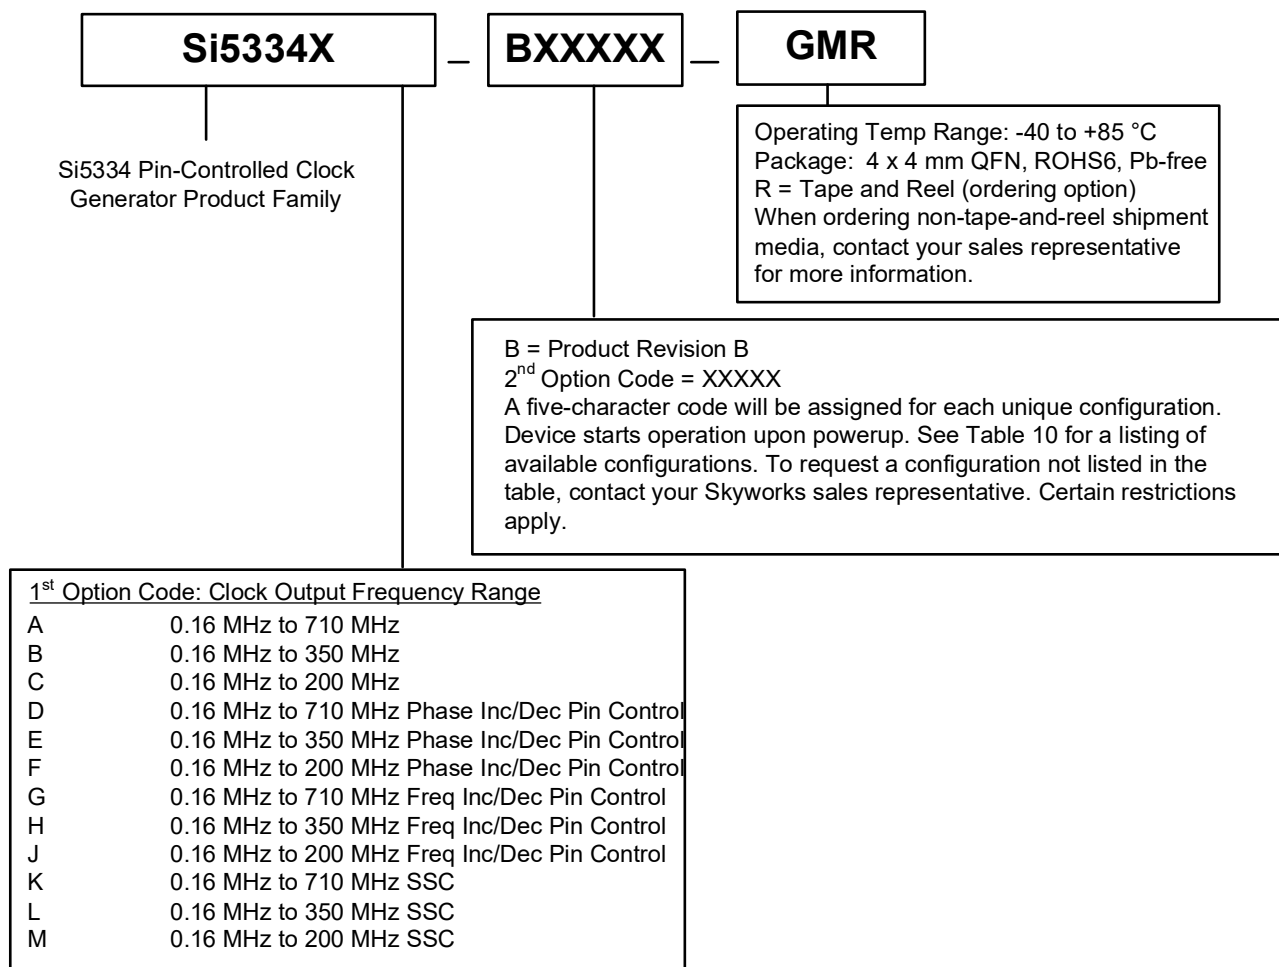 Si5334X _ BXXXXX _ GMR
Si5334 Pin-Controlled Clock
Generator Product Family
Operating Temp Range: -40 to +85 °C
Package: 4 x 4 mm QFN, ROHS6, Pb-free
R = Tape and Reel (ordering option)
When ordering non-tape-and-reel shipment
media, contact your sales representative
for more information.
B = Product Revision B
2nd Option Code = XXXXX
A five-character code will be assigned for each unique configuration.
Device starts operation upon powerup. See Table 10 for a listing of
available configurations. To request a configuration not listed in the
table, contact your Skyworks sales representative. Certain restrictions
apply.
1st Option Code: Clock Output Frequency Range
A 0.16 MHz to 710 MHz
B 0.16 MHz to 350 MHz
C 0.16 MHz to 200 MHz
D 0.16 MHz to 710 MHz Phase Inc/Dec Pin Control
E 0.16 MHz to 350 MHz Phase Inc/Dec Pin Control
F 0.16 MHz to 200 MHz Phase Inc/Dec Pin Control
G 0.16 MHz to 710 MHz Freq Inc/Dec Pin Control
H 0.16 MHz to 350 MHz Freq Inc/Dec Pin Control
J 0.16 MHz to 200 MHz Freq Inc/Dec Pin Control
K 0.16 MHz to 710 MHz SSC
L 0.16 MHz to 350 MHz SSC
M 0.16 MHz to 200 MHz SSC